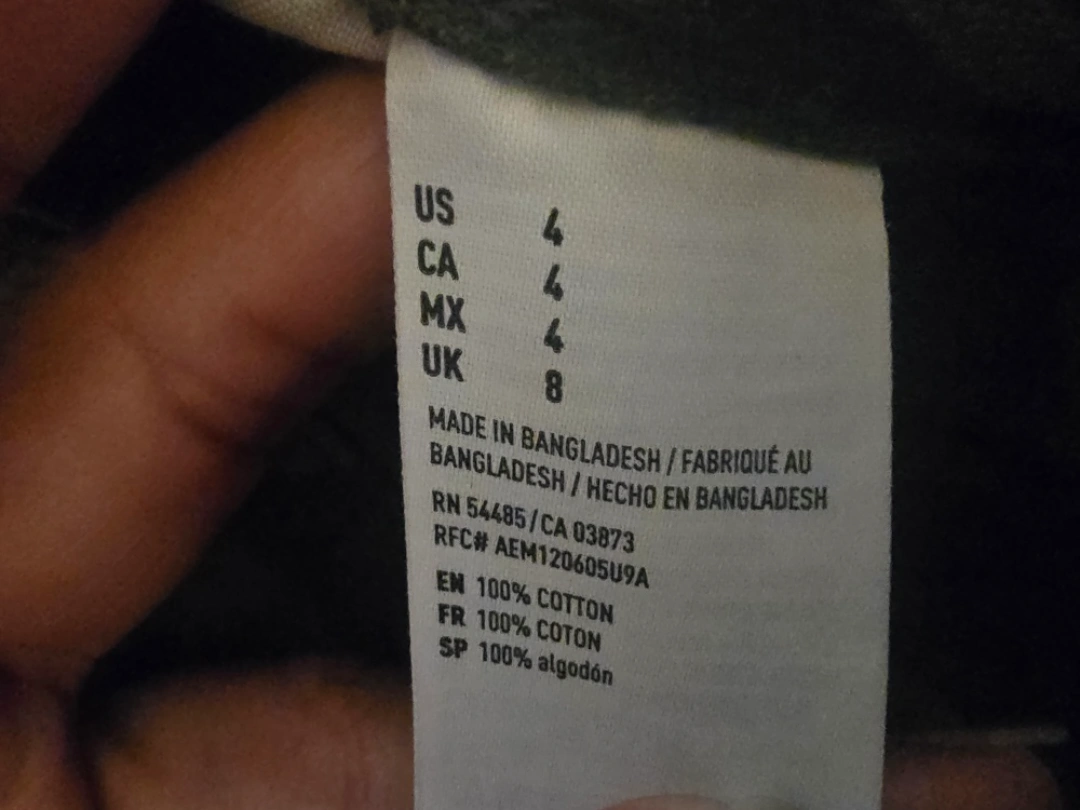 US 4
CA 4
MX 4
UK 8
MADE IN BANGLADESH / FABRIQUÉ AU
BANGLADESH / HECHO EN BANGLADESH
RN 54485 / CA 03873
RFC# AEM120605U9A
EN 100% COTTON
FR 100% COTON
SP 100% algodón